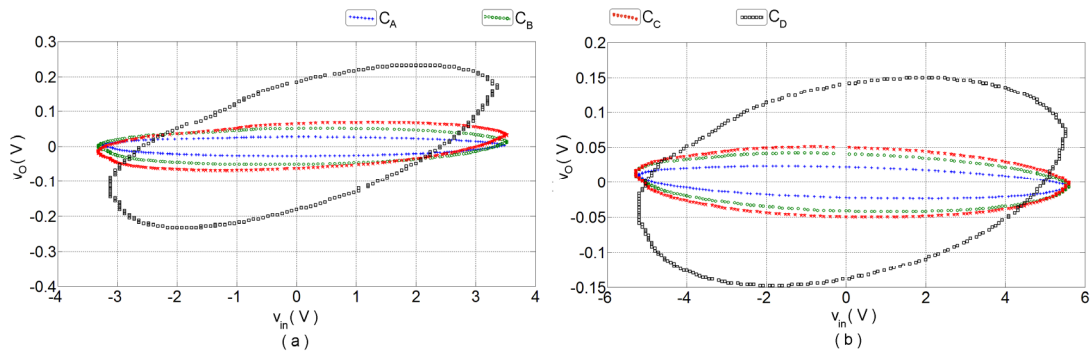 C_A C_B C_C C_D
0.3
0.2
0.1
0
-0.1
-0.2
-0.3
-0.4
-4 -3 -2 -1 0 1 2 3 4
v_O ( V )
v_in ( V )
( a )
0.2
0.15
0.1
0.05
0
-0.05
-0.1
-0.15
-6 -4 -2 0 2 4 6
v_O ( V )
v_in ( V )
( b )